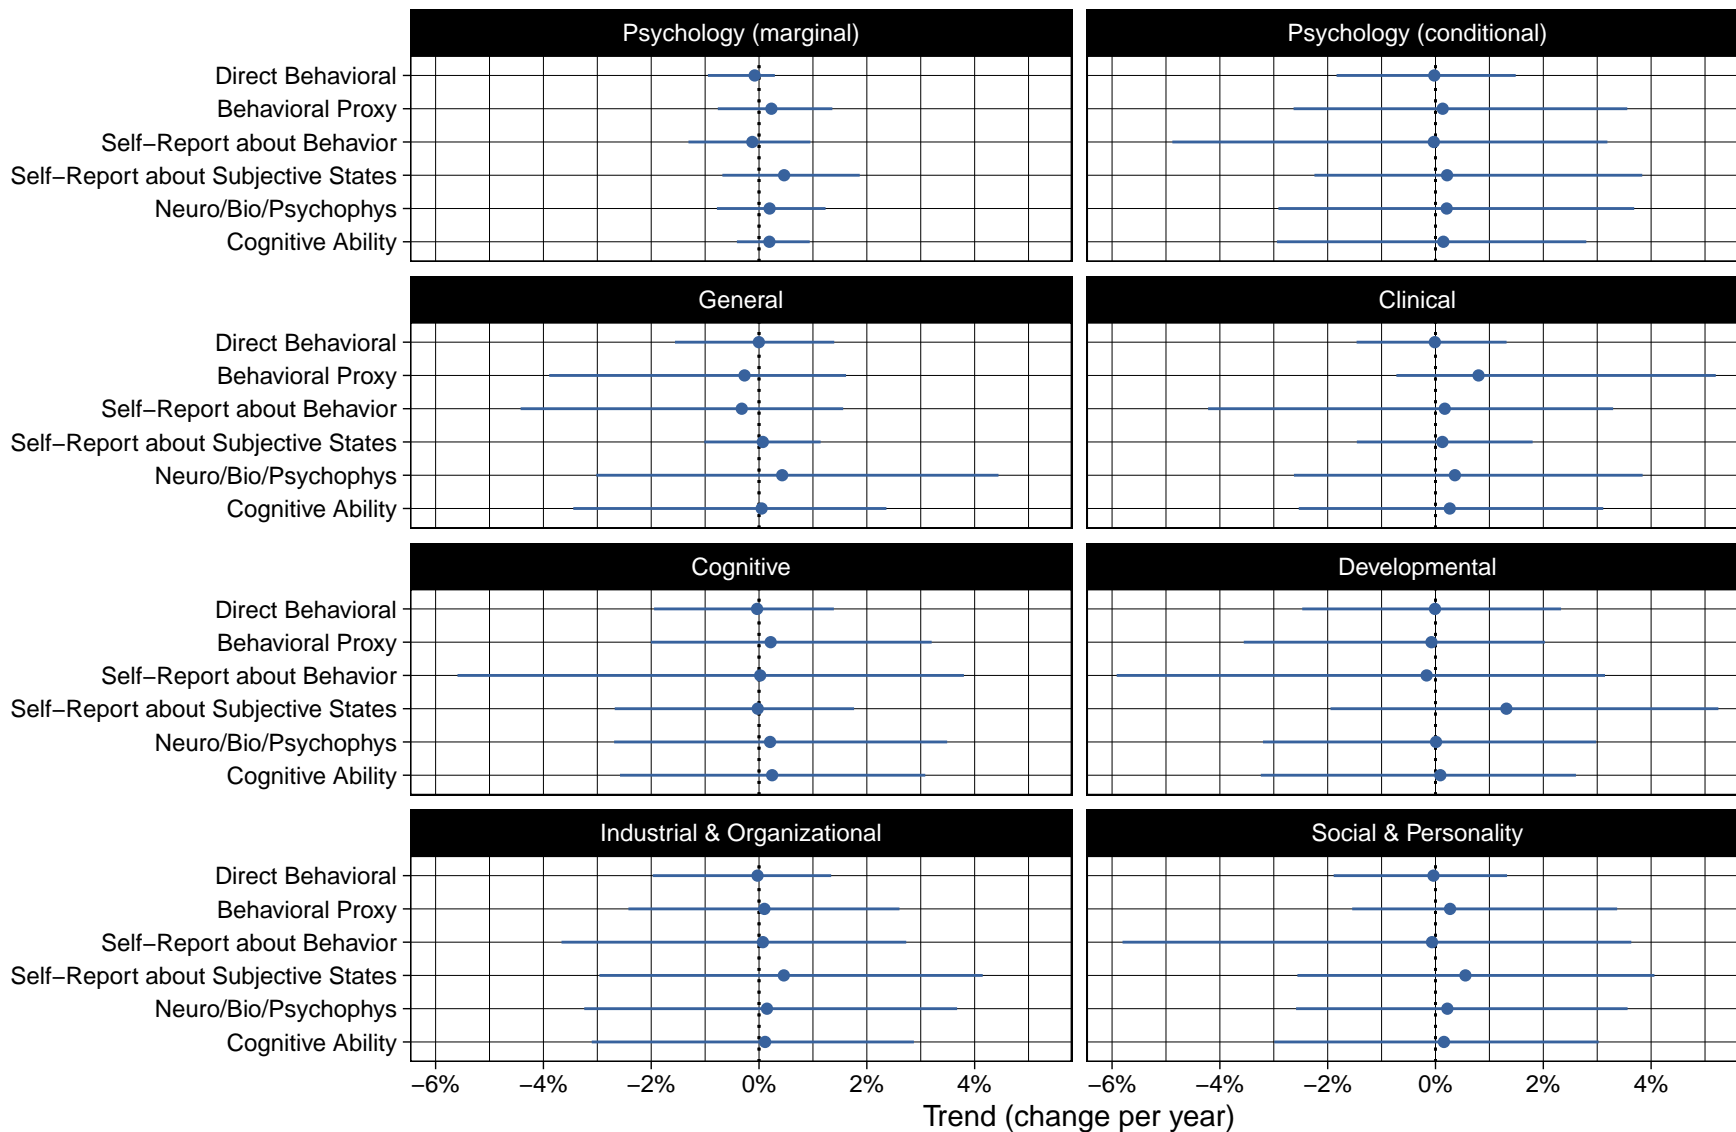 Psychology (marginal)
Psychology (conditional)
Direct Behavioral
Behavioral Proxy
Self−Report about Behavior
Self−Report about Subjective States
Neuro/Bio/Psychophys
Cognitive Ability
General
Clinical
Direct Behavioral
Behavioral Proxy
Self−Report about Behavior
Self−Report about Subjective States
Neuro/Bio/Psychophys
Cognitive Ability
Cognitive
Developmental
Direct Behavioral
Behavioral Proxy
Self−Report about Behavior
Self−Report about Subjective States
Neuro/Bio/Psychophys
Cognitive Ability
Industrial & Organizational
Social & Personality
Direct Behavioral
Behavioral Proxy
Self−Report about Behavior
Self−Report about Subjective States
Neuro/Bio/Psychophys
Cognitive Ability
−6% −4% −2% 0% 2% 4%
−6% −4% −2% 0% 2% 4%
Trend (change per year)